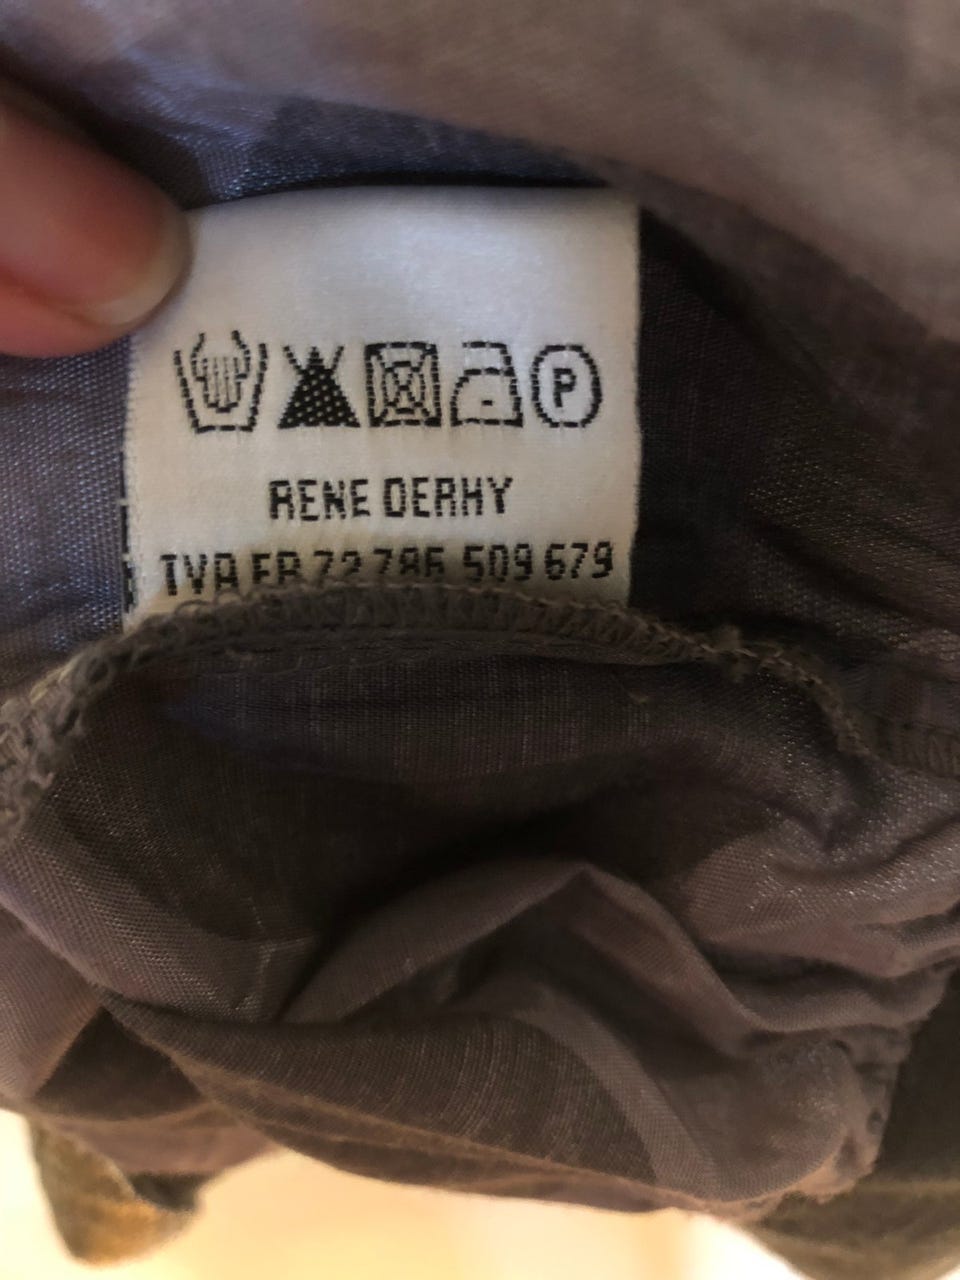 P
RENE DERHY
TVA FR 72 786 509 679